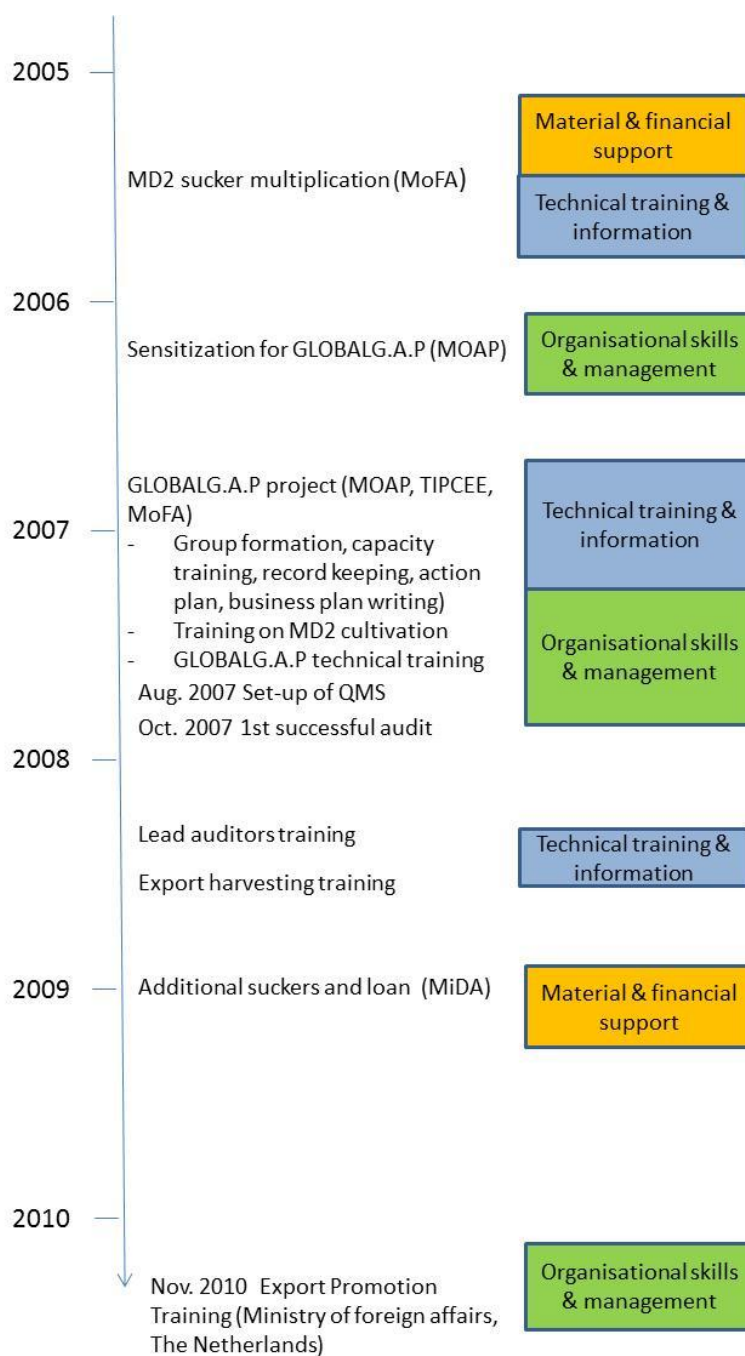 2005
Material & financial
support
MD2 sucker multiplication (MoFA)
Technical training &
information
2006
Sensitization for GLOBALG.A.P (MOAP)
Organisational skills
& management
GLOBALG.A.P project (MOAP, TIPCEE,
MoFA)
2007
- Group formation, capacity
training, record keeping, action
plan, business plan writing)
- Training on MD2 cultivation
- GLOBALG.A.P technical training
Aug. 2007 Set-up of QMS
Oct. 2007 1st successful audit
Technical training &
information
Organisational skills
& management
2008
Lead auditors training
Export harvesting training
Technical training &
information
2009
Additional suckers and loan (MiDA)
Material & financial
support
2010
Nov. 2010 Export Promotion
Training (Ministry of foreign affairs,
The Netherlands)
Organisational skills
& management